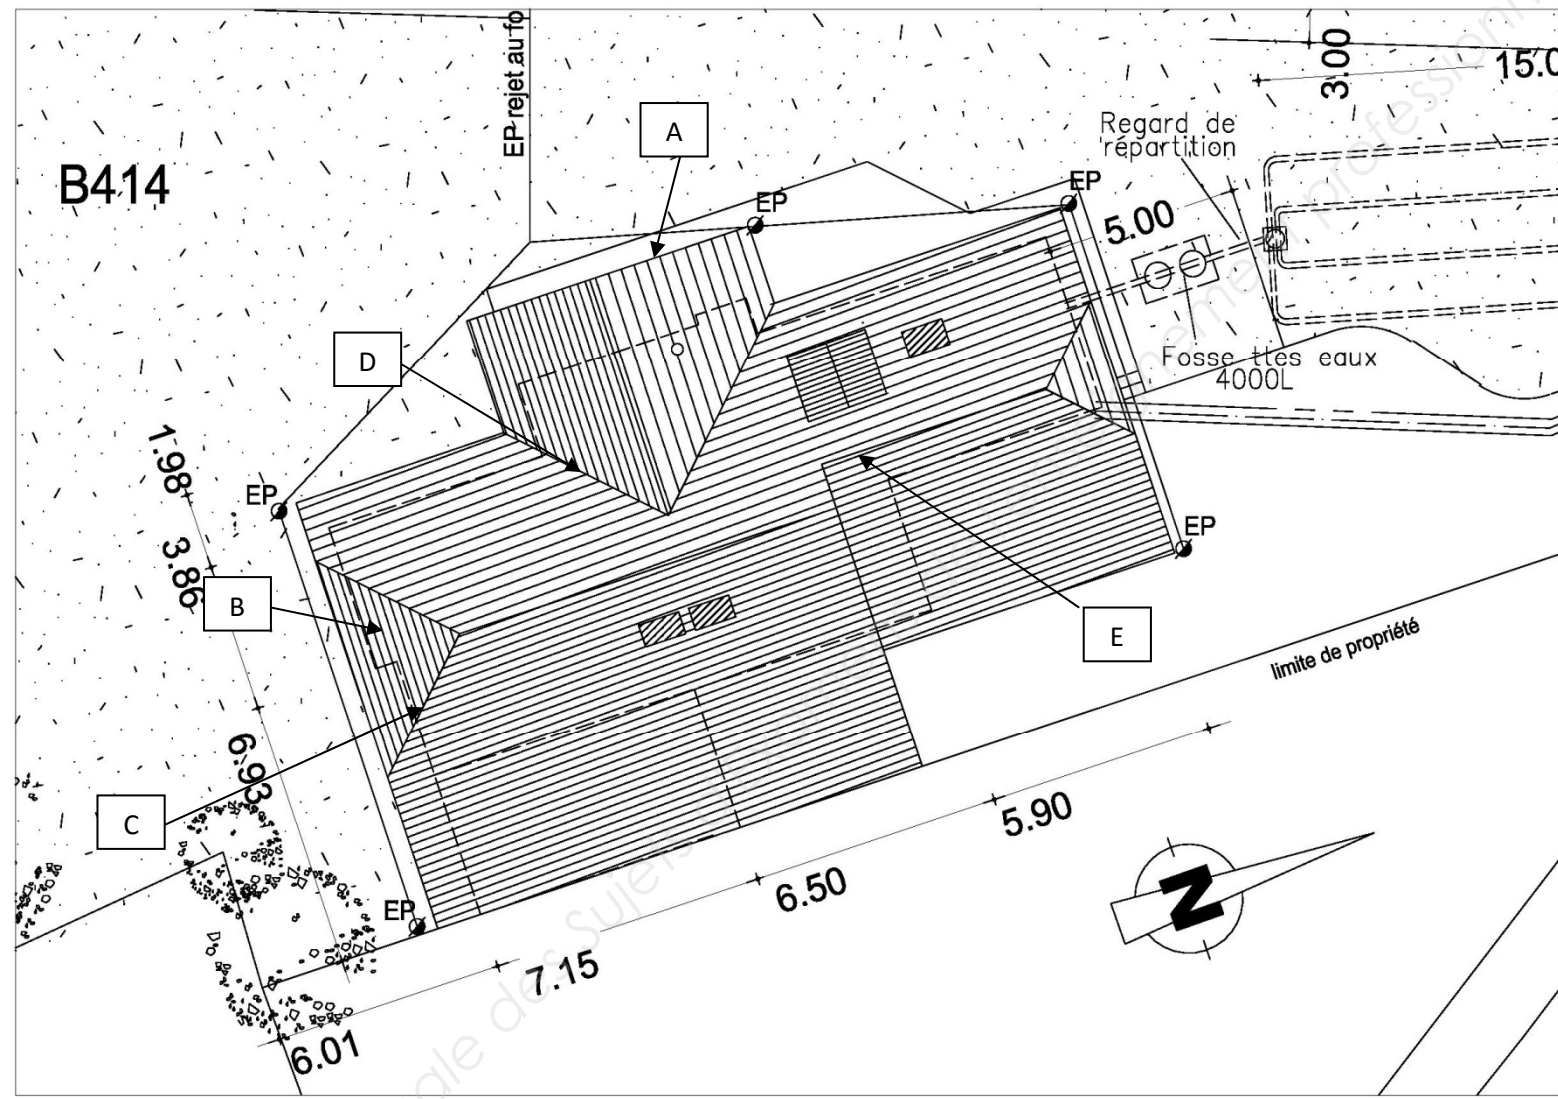 EP rejet au fo
B414
A
3.00
15.0
Regard de
répartition
EP
EP
5.00
D
Fosse ttes eaux
4000L
1.98
EP
3.86
B
EP
E
limite de propriété
6.93
C
5.90
6.50
N
EP
7.15
6.01